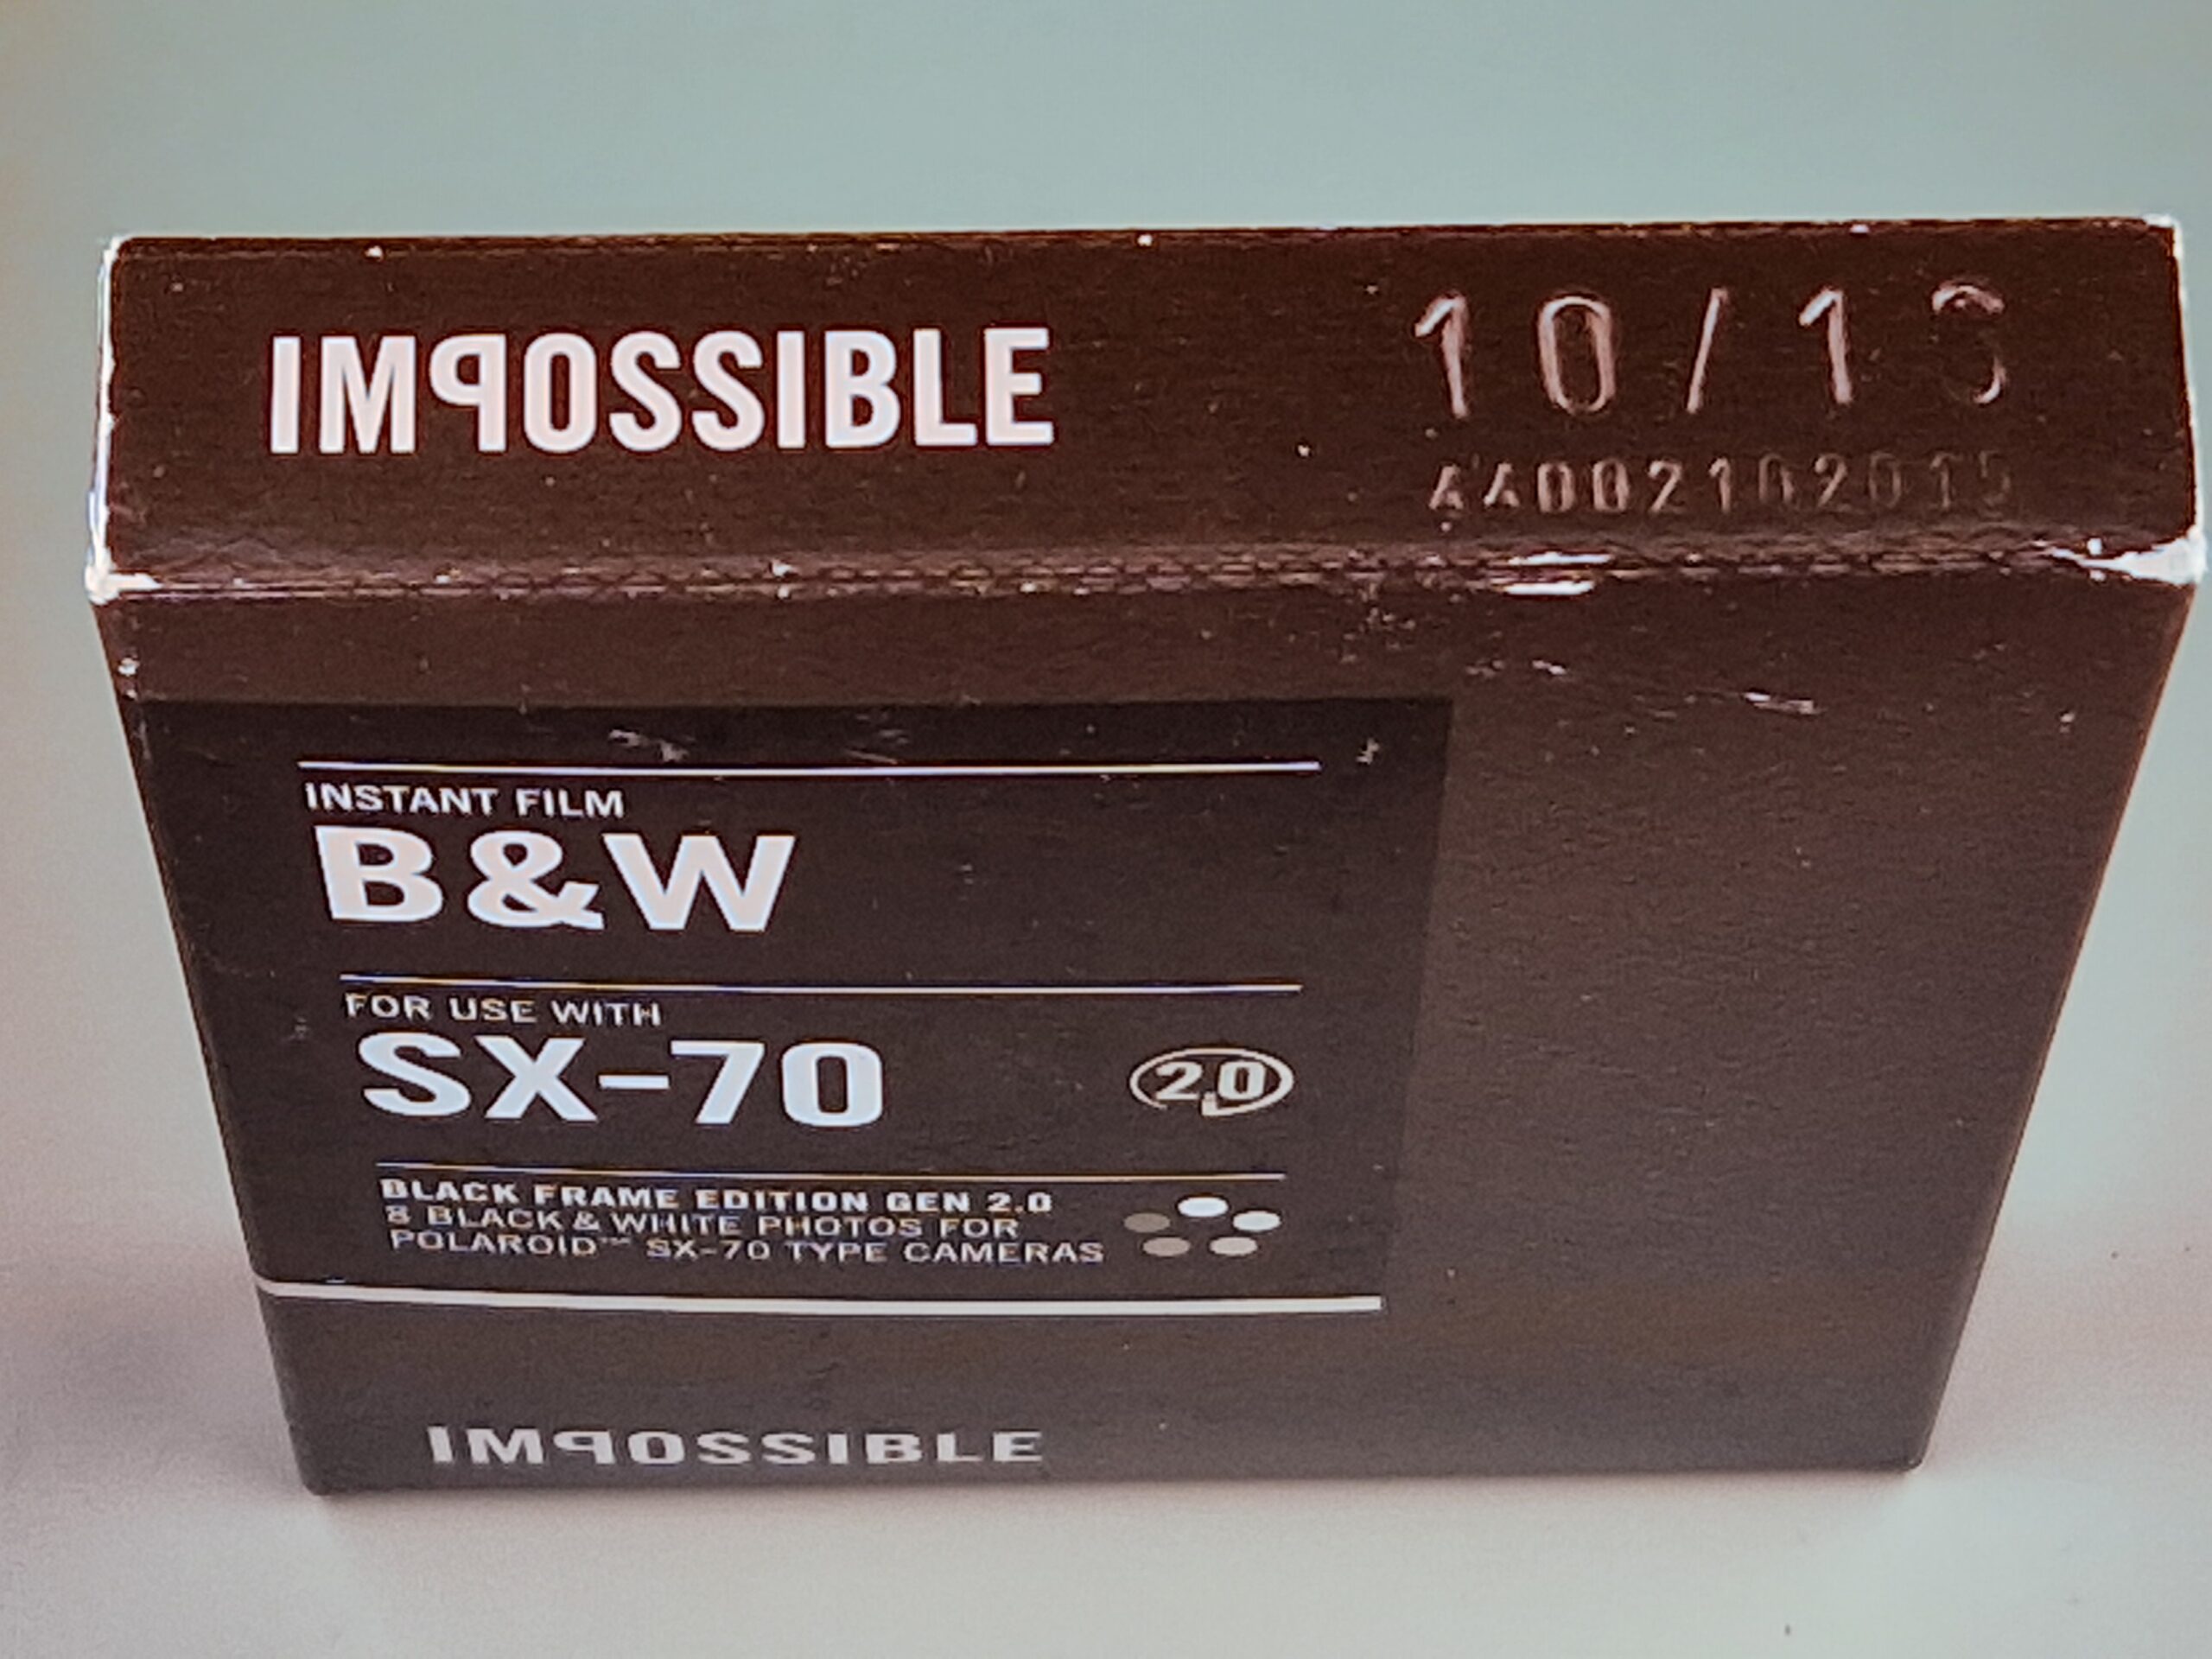 IMPOSSIBLE
10/1
INSTANT FILM
B&W
FOR USE WITH
SX-70
2.0
BLACK FRAME EDITION GEN 2.0
8 BLACK & WHITE PHOTOS FOR
POLAROID™ SX-70 TYPE CAMERAS
IMPOSSIBLE